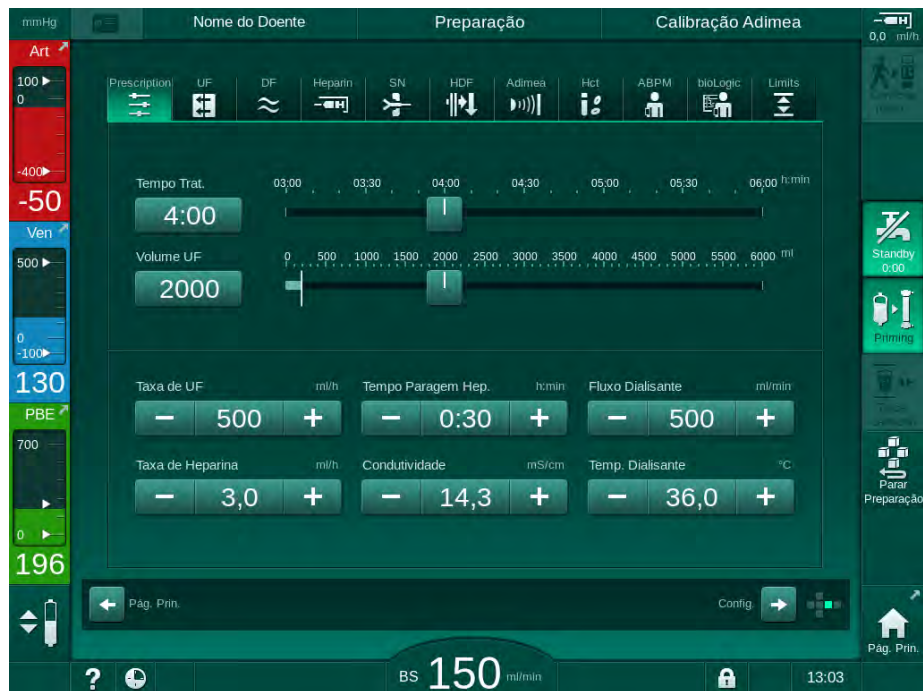 mmHg
Nome do Doente
Preparação
Calibração Adimea
0,0 ml/h
Art
100
0
-400
-50
Ven
500
0
-100
130
PBE
700
0
196
Prescription
UF
DF
Heparin
SN
HDF
Adimea
Hct
ABPM
bioLogic
Limits
Tempo Trat.
03:00 03:30 04:00 04:30 05:00 05:30 06:00 h:min
4:00
Volume UF
0 500 1000 1500 2000 2500 3000 3500 4000 4500 5000 5500 6000 ml
2000
Taxa de UF ml/h
Tempo Paragem Hep. h:min
Fluxo Dialisante ml/min
− 500 +
− 0:30 +
− 500 +
Taxa de Heparina ml/h
Condutividade mS/cm
Temp. Dialisante °C
− 3,0 +
− 14,3 +
− 36,0 +
Pág. Prin.
Config.
Standby
0:00
Priming
Parar
Preparação
Pág. Prin.
?
BS 150 ml/min
13:03